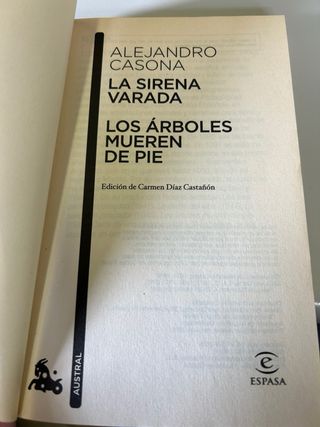 ALEJANDRO
CASONA
LA SIRENA
VARADA
LOS ÁRBOLES
MUEREN
DE PIE
Edición de Carmen Díaz Castañón
AUSTRAL
e
ESPASA